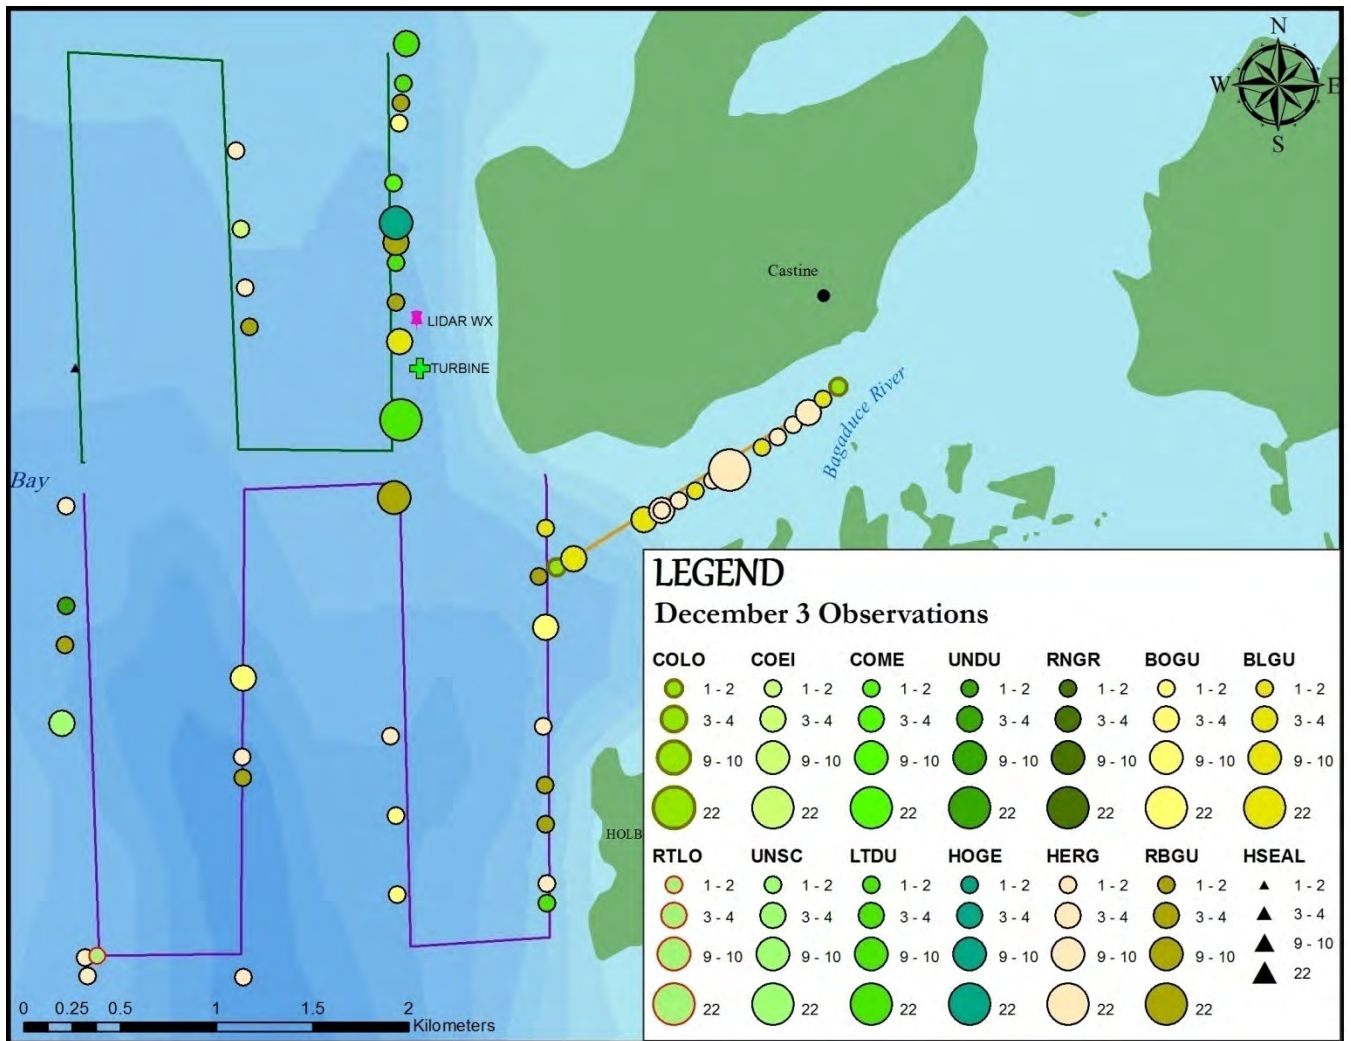 N
W E
S
Castine
LIDAR WX
TURBINE
Bagaduce River
Bay
HOLB
LEGEND
December 3 Observations
COLO COEI COME UNDU RNGR BOGU BLGU
1 - 2 1 - 2 1 - 2 1 - 2 1 - 2 1 - 2 1 - 2
3 - 4 3 - 4 3 - 4 3 - 4 3 - 4 3 - 4 3 - 4
9 - 10 9 - 10 9 - 10 9 - 10 9 - 10 9 - 10 9 - 10
22 22 22 22 22 22 22
RTLO UNSC LTDU HOGE HERG RBGU HSEAL
1 - 2 1 - 2 1 - 2 1 - 2 1 - 2 1 - 2 1 - 2
3 - 4 3 - 4 3 - 4 3 - 4 3 - 4 3 - 4 3 - 4
9 - 10 9 - 10 9 - 10 9 - 10 9 - 10 9 - 10 9 - 10
22 22 22 22 22 22 22
0 0.25 0.5 1 1.5 2
Kilometers